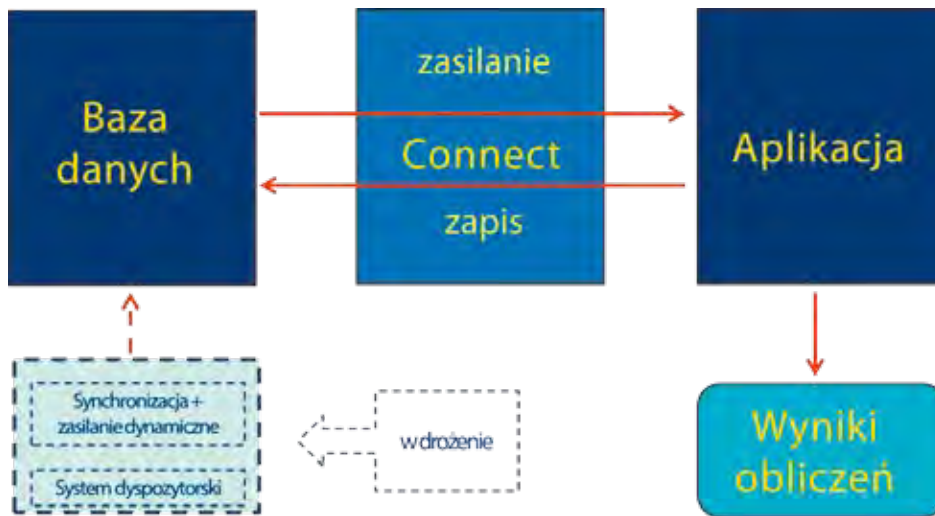 Baza
danych
zasilanie
Connect
zapis
Aplikacja
Synchronizacja +
zasilanie dynamiczne
System dyspozytorski
wdrożenie
Wyniki
obliczeń